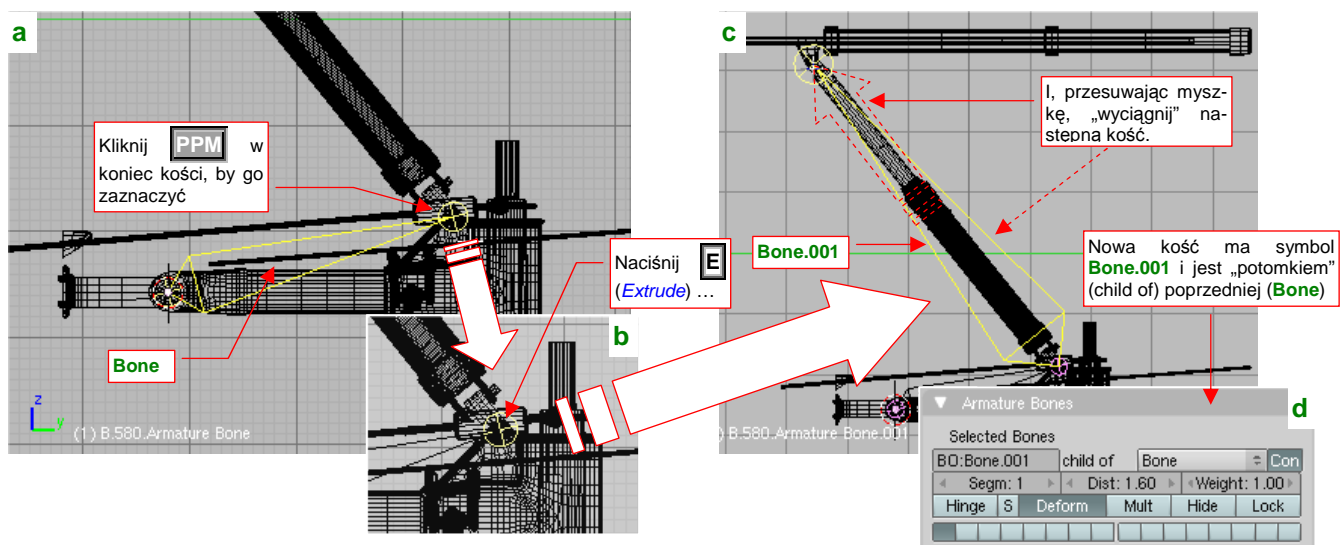 a
Kliknij PPM w
koniec kości, by go
zaznaczyć
Bone
z
y
(1) B.580.Armature Bone
b
Naciśnij E
(Extrude) …
c
I, przesuwając mysz-
kę, „wyciągnij” na-
stępna kość.
Bone.001
Nowa kość ma symbol
Bone.001 i jest „potomkiem”
(child of) poprzedniej (Bone)
) B.580.Armature Bone.001
d
Armature Bones
Selected Bones
BO:Bone.001 child of Bone Con
Segm: 1 Dist: 1.60 Weight: 1.00
Hinge S Deform Mult Hide Lock